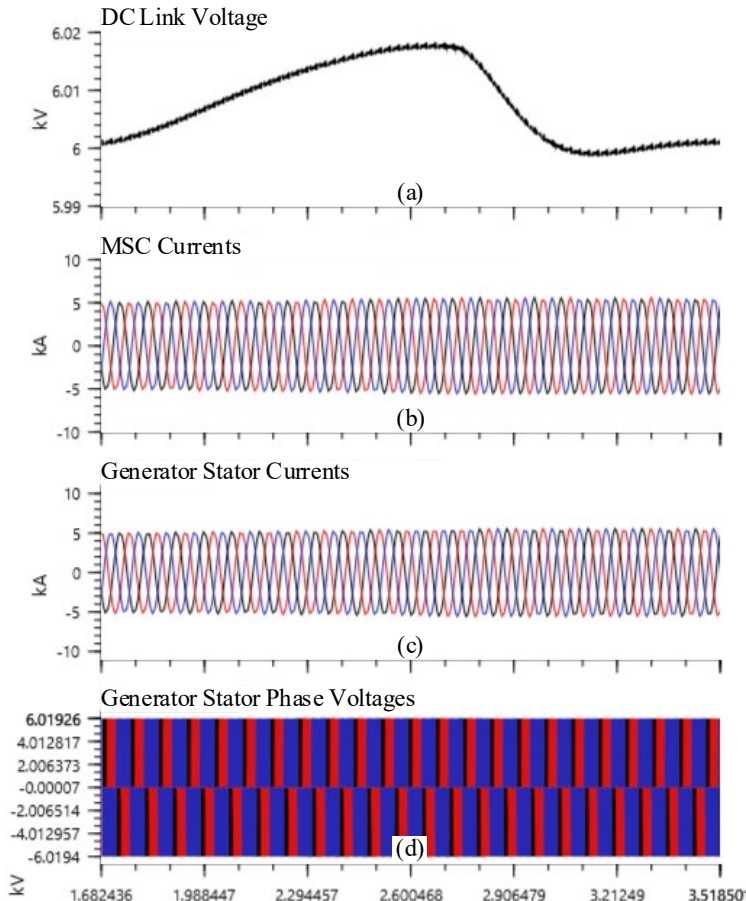 DC Link Voltage
6.02
6.01
6
5.99
kV
(a)
MSC Currents
10
5
0
-5
-10
kA
(b)
Generator Stator Currents
10
5
0
-5
-10
kA
(c)
Generator Stator Phase Voltages
6.01926
4.012817
2.006373
-0.00007
-2.006514
-4.012957
-6.0194
kV
(d)
1.682436 1.988447 2.294457 2.600468 2.906479 3.21249 3.518501